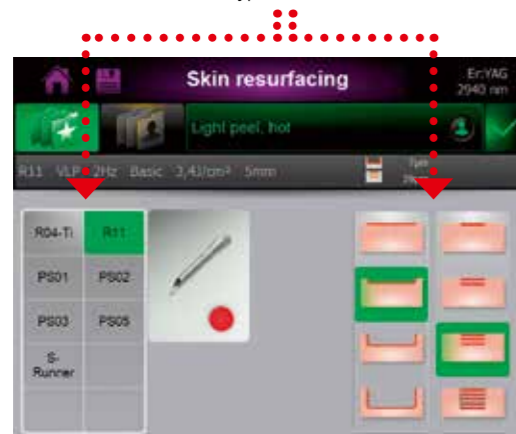 Skin resurfacing
Er:YAG
2940 nm
Light peel, hot
R11 VLP 2Hz Basic 3,4J/cm² 5mm
R04-Ti R11
PS01 PS02
PS03 PS05
S-
Runner